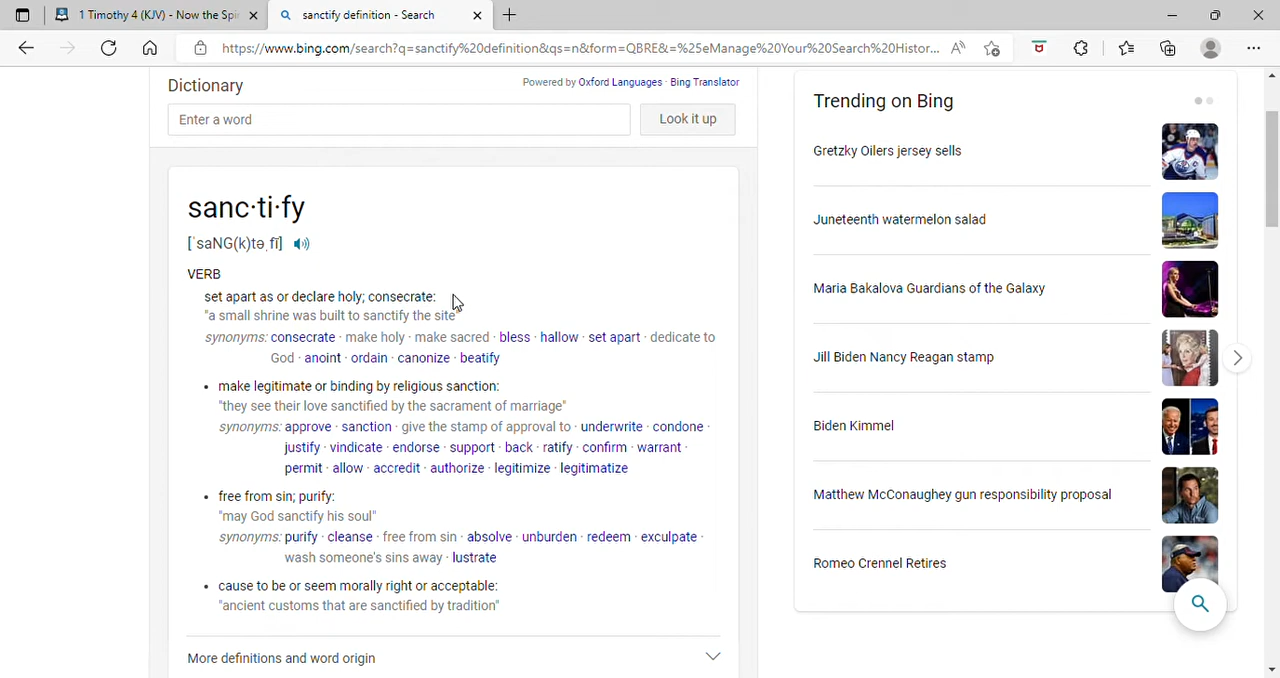 1 Timothy 4 (KJV) - Now the Spi
sanctify definition - Search
https://www.bing.com/search?q=sanctify%20definition&qs=n&form=QBRE&=%25eManage%20Your%20Search%20Histor...
Dictionary
Powered by Oxford Languages · Bing Translator
Enter a word
Look it up
sanc·ti·fy
[ˈsaNG(k)təˌfī]
VERB
set apart as or declare holy; consecrate:
"a small shrine was built to sanctify the site"
synonyms: consecrate · make holy · make sacred · bless · hallow · set apart · dedicate to
God · anoint · ordain · canonize · beatify
• make legitimate or binding by religious sanction:
"they see their love sanctified by the sacrament of marriage"
synonyms: approve · sanction · give the stamp of approval to · underwrite · condone ·
justify · vindicate · endorse · support · back · ratify · confirm · warrant ·
permit · allow · accredit · authorize · legitimize · legitimatize
• free from sin; purify:
"may God sanctify his soul"
synonyms: purify · cleanse · free from sin · absolve · unburden · redeem · exculpate ·
wash someone's sins away · lustrate
• cause to be or seem morally right or acceptable:
"ancient customs that are sanctified by tradition"
More definitions and word origin
Trending on Bing
Gretzky Oilers jersey sells
Juneteenth watermelon salad
Maria Bakalova Guardians of the Galaxy
Jill Biden Nancy Reagan stamp
Biden Kimmel
Matthew McConaughey gun responsibility proposal
Romeo Crennel Retires